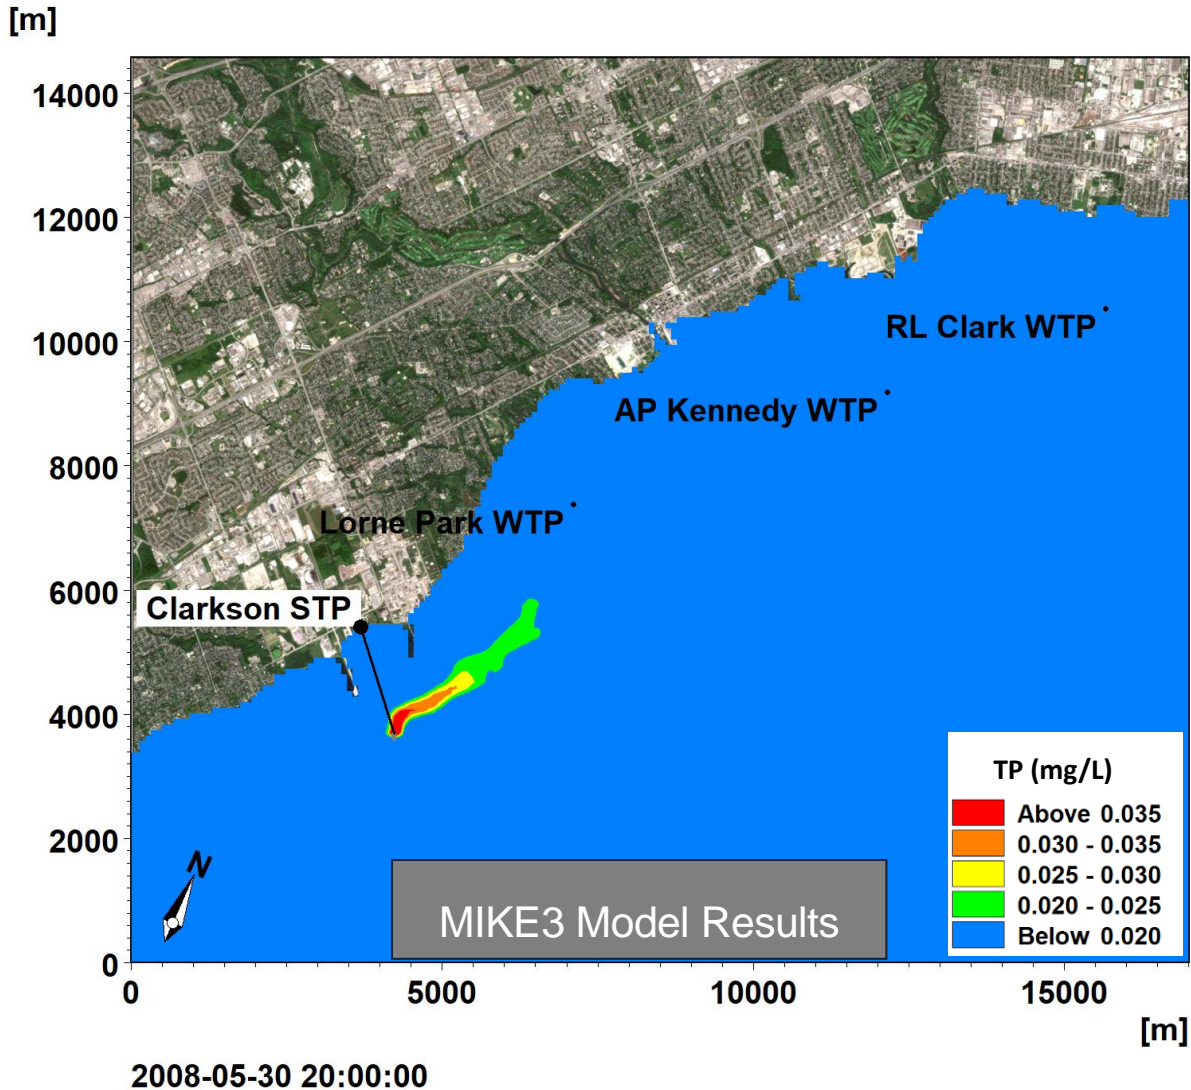 [m]
14000
12000
10000
8000
6000
4000
2000
0
RL Clark WTP
AP Kennedy WTP
Lorne Park WTP
Clarkson STP
N
TP (mg/L)
Above 0.035
0.030 - 0.035
0.025 - 0.030
0.020 - 0.025
Below 0.020
MIKE3 Model Results
0 5000 10000 15000
[m]
2008-05-30 20:00:00